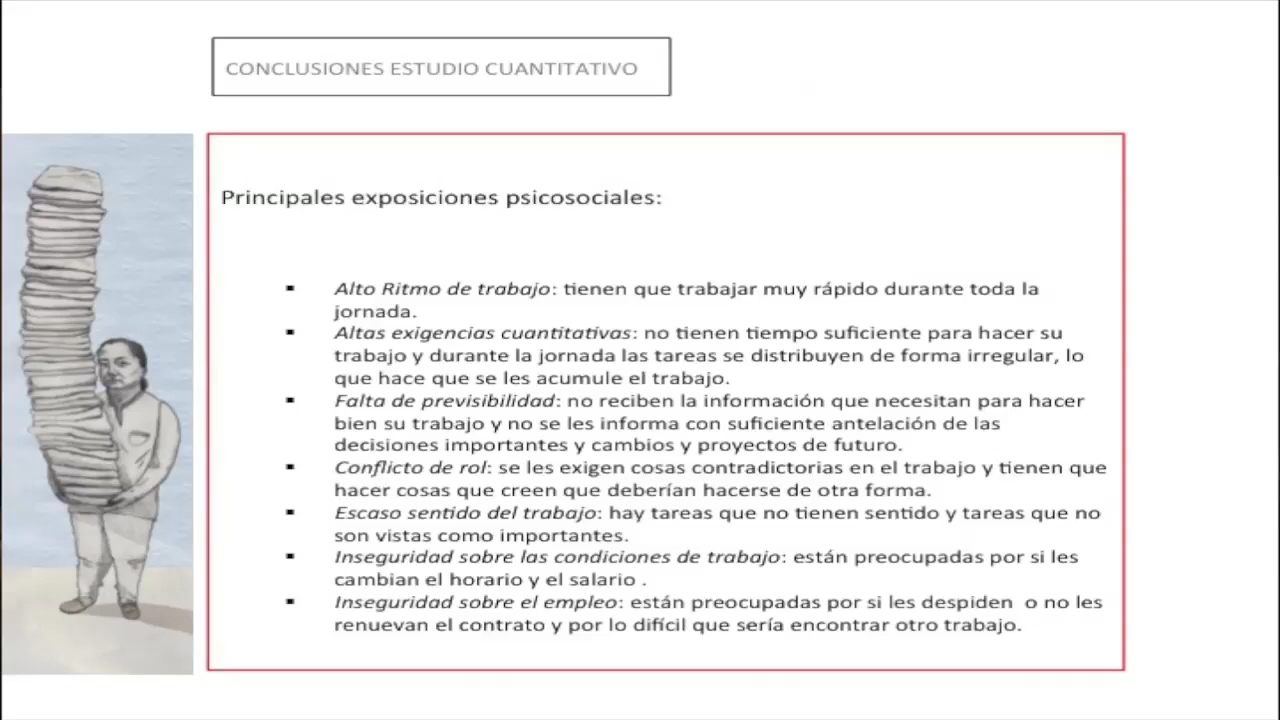 CONCLUSIONES ESTUDIO CUANTITATIVO
Principales exposiciones psicosociales:
▪ Alto Ritmo de trabajo: tienen que trabajar muy rápido durante toda la
jornada.
▪ Altas exigencias cuantitativas: no tienen tiempo suficiente para hacer su
trabajo y durante la jornada las tareas se distribuyen de forma irregular, lo
que hace que se les acumule el trabajo.
▪ Falta de previsibilidad: no reciben la información que necesitan para hacer
bien su trabajo y no se les informa con suficiente antelación de las
decisiones importantes y cambios y proyectos de futuro.
▪ Conflicto de rol: se les exigen cosas contradictorias en el trabajo y tienen que
hacer cosas que creen que deberían hacerse de otra forma.
▪ Escaso sentido del trabajo: hay tareas que no tienen sentido y tareas que no
son vistas como importantes.
▪ Inseguridad sobre las condiciones de trabajo: están preocupadas por si les
cambian el horario y el salario .
▪ Inseguridad sobre el empleo: están preocupadas por si les despiden  o no les
renuevan el contrato y por lo difícil que sería encontrar otro trabajo.